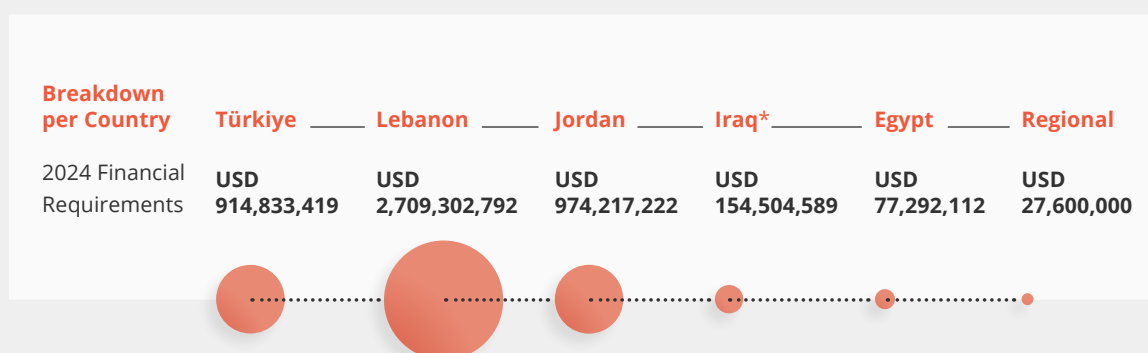 Breakdown
per Country
Türkiye
Lebanon
Jordan
Iraq*
Egypt
Regional
2024 Financial
Requirements
USD
914,833,419
USD
2,709,302,792
USD
974,217,222
USD
154,504,589
USD
77,292,112
USD
27,600,000